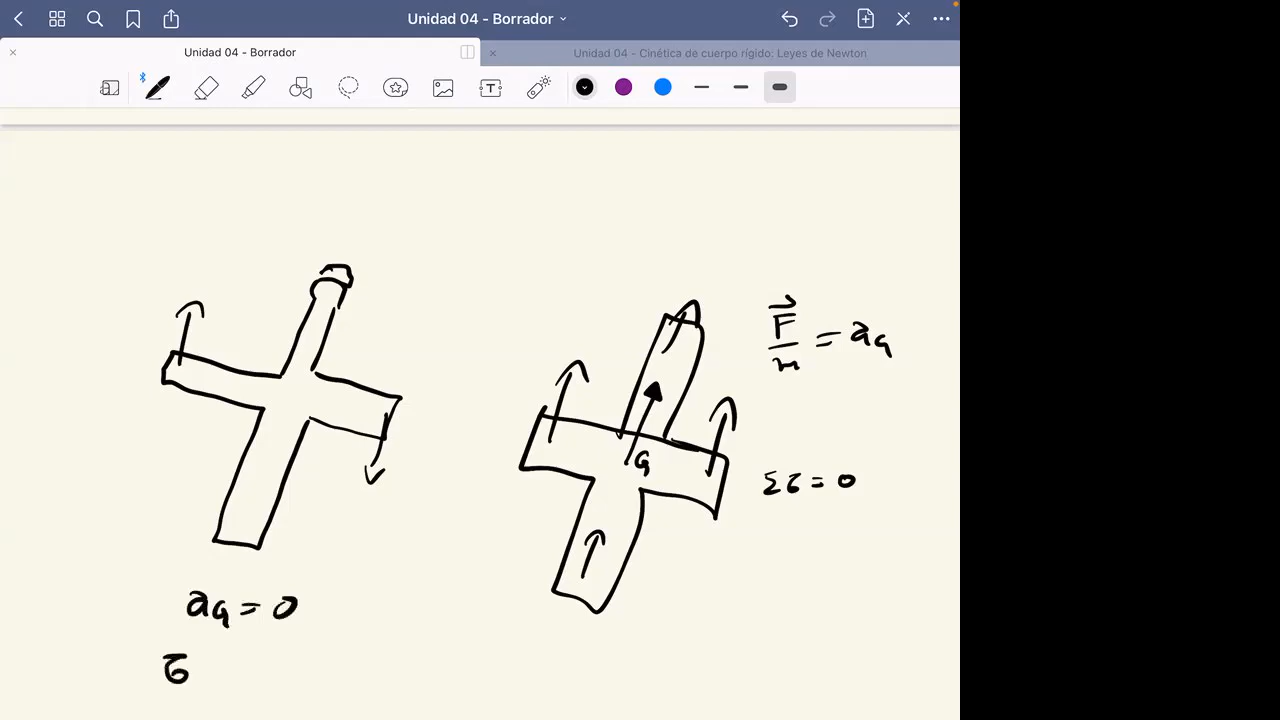 Unidad 04 - Borrador
Unidad 04 - Borrador
Unidad 04 - Cinética de cuerpo rígido: Leyes de Newton
F/m = aG
G
Στ = 0
aG = 0
τ